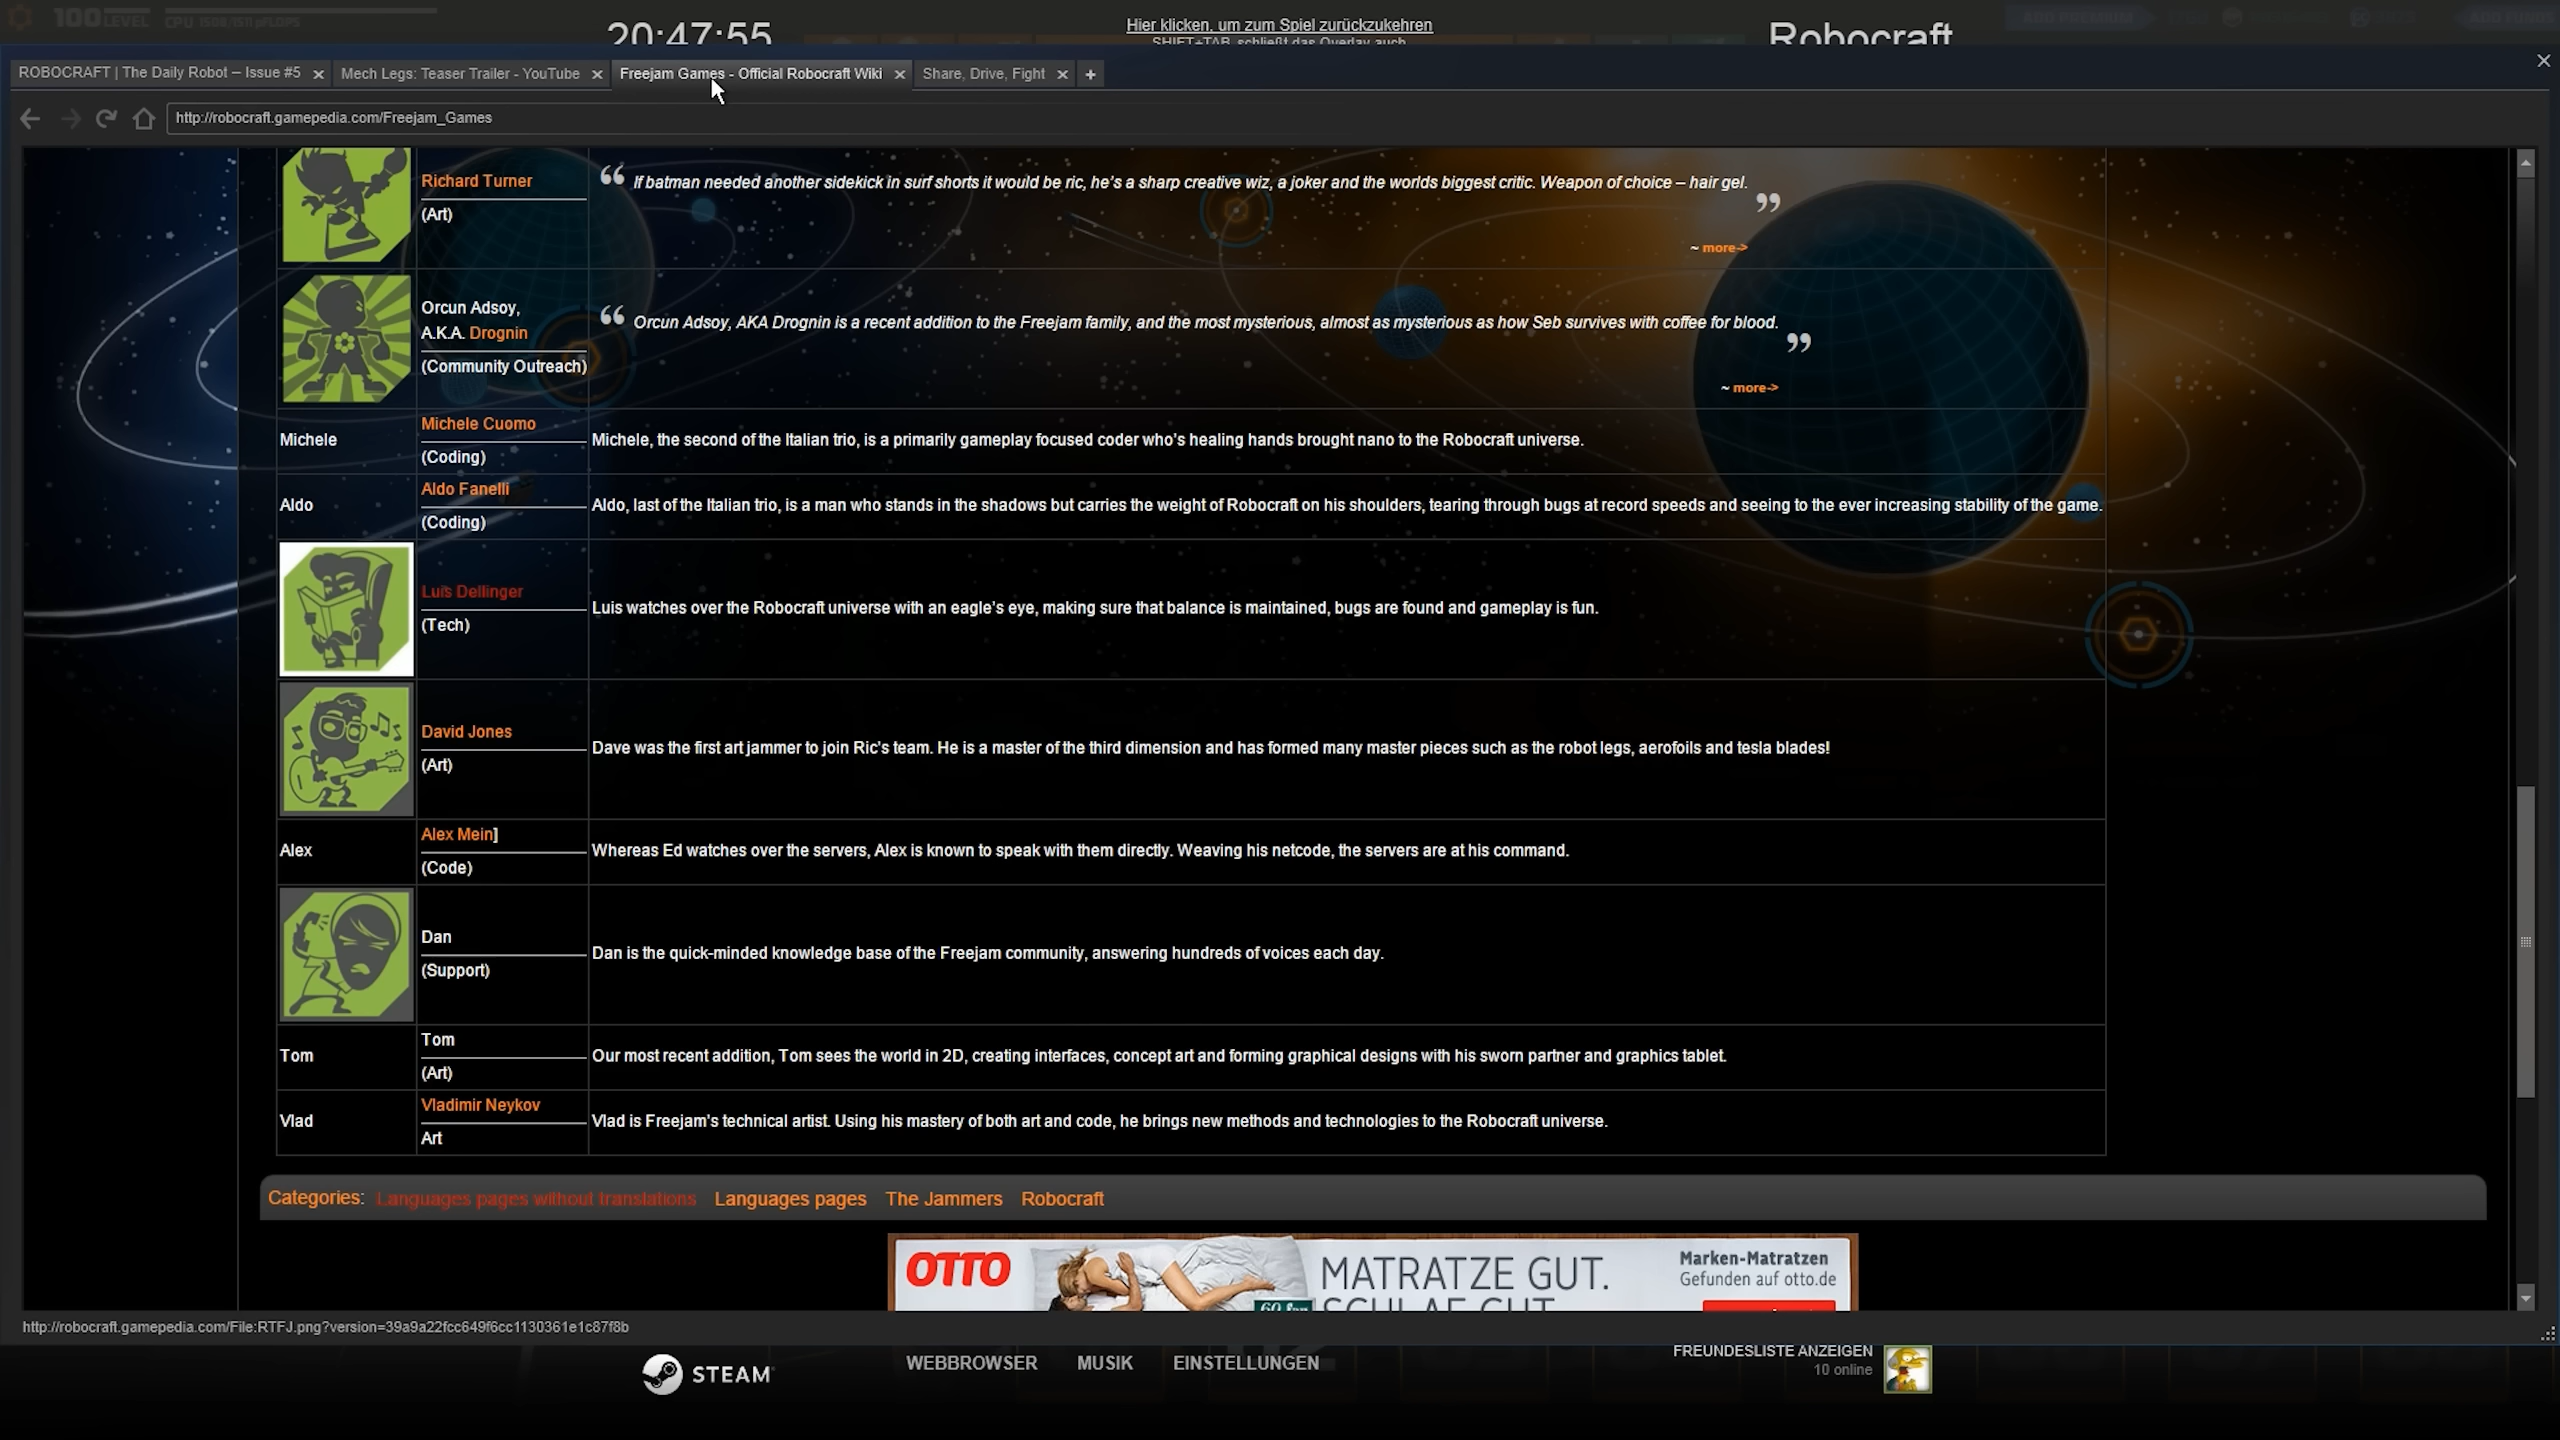 100 LEVEL
20:47:55
Hier klicken, um zum Spiel zurückzukehren
SHIFT+TAB schließt das Overlay auch
Robocraft
ROBOCRAFT | The Daily Robot – Issue #5
Mech Legs: Teaser Trailer - YouTube
Freejam Games - Official Robocraft Wiki
Share, Drive, Fight
http://robocraft.gamepedia.com/Freejam_Games
Richard Turner
(Art)
“ If batman needed another sidekick in surf shorts it would be ric, he's a sharp creative wiz, a joker and the worlds biggest critic. Weapon of choice – hair gel. ”
~ more->
Orcun Adsoy,
A.K.A. Drognin
(Community Outreach)
“ Orcun Adsoy, AKA Drognin is a recent addition to the Freejam family, and the most mysterious, almost as mysterious as how Seb survives with coffee for blood. ”
~ more->
Michele
Michele Cuomo
(Coding)
Michele, the second of the Italian trio, is a primarily gameplay focused coder who's healing hands brought nano to the Robocraft universe.
Aldo
Aldo Fanelli
(Coding)
Aldo, last of the Italian trio, is a man who stands in the shadows but carries the weight of Robocraft on his shoulders, tearing through bugs at record speeds and seeing to the ever increasing stability of the game.
Luis Dellinger
(Tech)
Luis watches over the Robocraft universe with an eagle's eye, making sure that balance is maintained, bugs are found and gameplay is fun.
David Jones
(Art)
Dave was the first art jammer to join Ric's team. He is a master of the third dimension and has formed many master pieces such as the robot legs, aerofoils and tesla blades!
Alex
Alex Mein]
(Code)
Whereas Ed watches over the servers, Alex is known to speak with them directly. Weaving his netcode, the servers are at his command.
Dan
(Support)
Dan is the quick-minded knowledge base of the Freejam community, answering hundreds of voices each day.
Tom
Tom
(Art)
Our most recent addition, Tom sees the world in 2D, creating interfaces, concept art and forming graphical designs with his sworn partner and graphics tablet.
Vlad
Vladimir Neykov
Art
Vlad is Freejam's technical artist. Using his mastery of both art and code, he brings new methods and technologies to the Robocraft universe.
Categories: Languages pages without translations Languages pages The Jammers Robocraft
OTTO
MATRATZE GUT.
SCHLAF GUT.
Marken-Matratzen
Gefunden auf otto.de
http://robocraft.gamepedia.com/File:RTFJ.png?version=39a9a22fcc649f6cc1130361e1c87f8b
STEAM
WEBBROWSER
MUSIK
EINSTELLUNGEN
FREUNDESLISTE ANZEIGEN
10 online